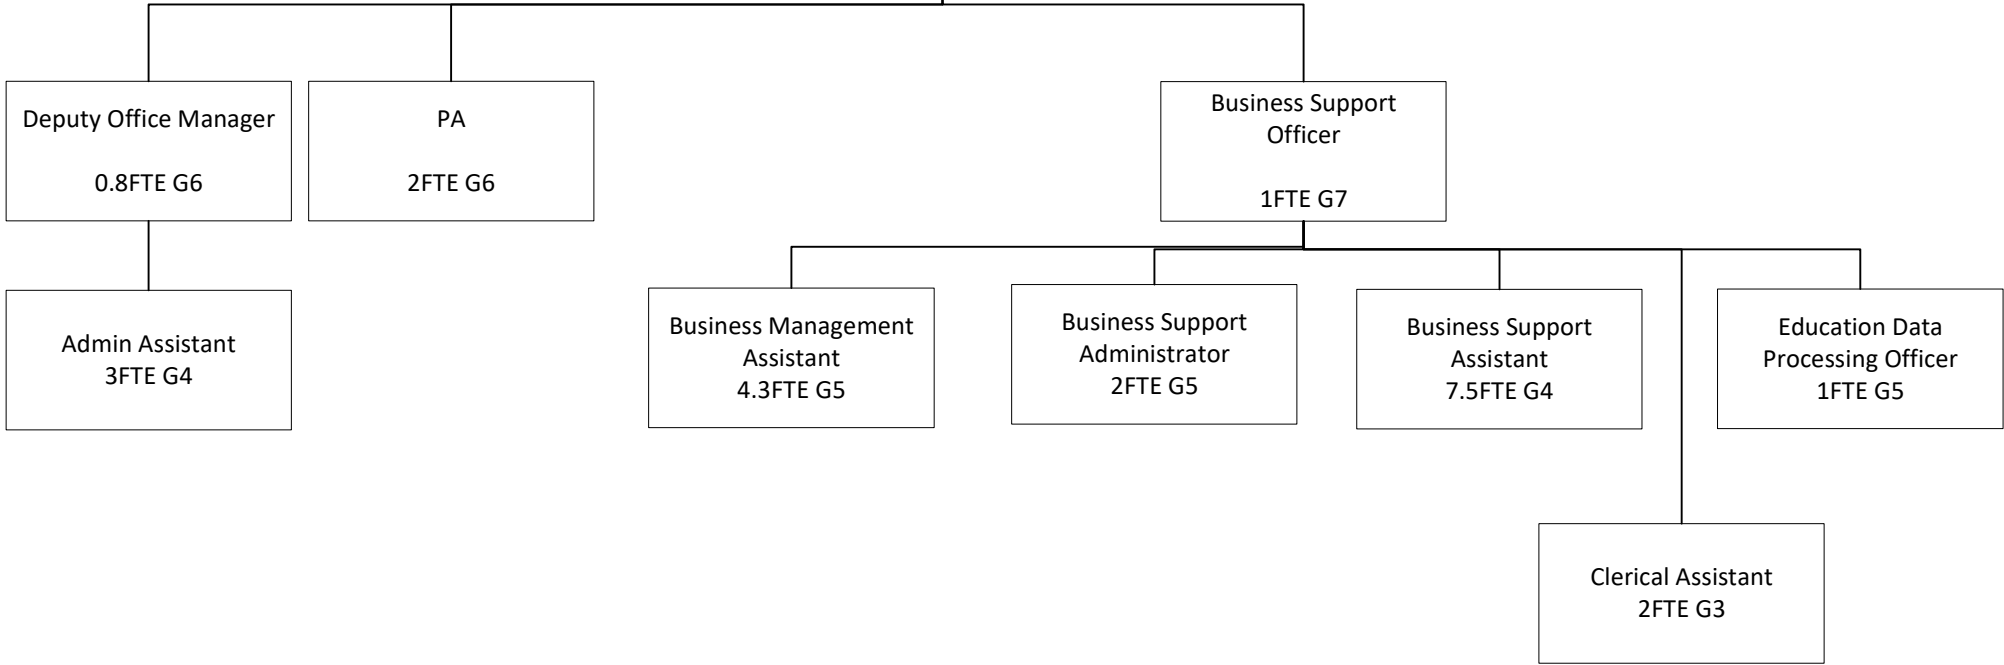 Deputy Office Manager
0.8FTE G6
PA
2FTE G6
Business Support
Officer
1FTE G7
Admin Assistant
3FTE G4
Business Management
Assistant
4.3FTE G5
Business Support
Administrator
2FTE G5
Business Support
Assistant
7.5FTE G4
Education Data
Processing Officer
1FTE G5
Clerical Assistant
2FTE G3